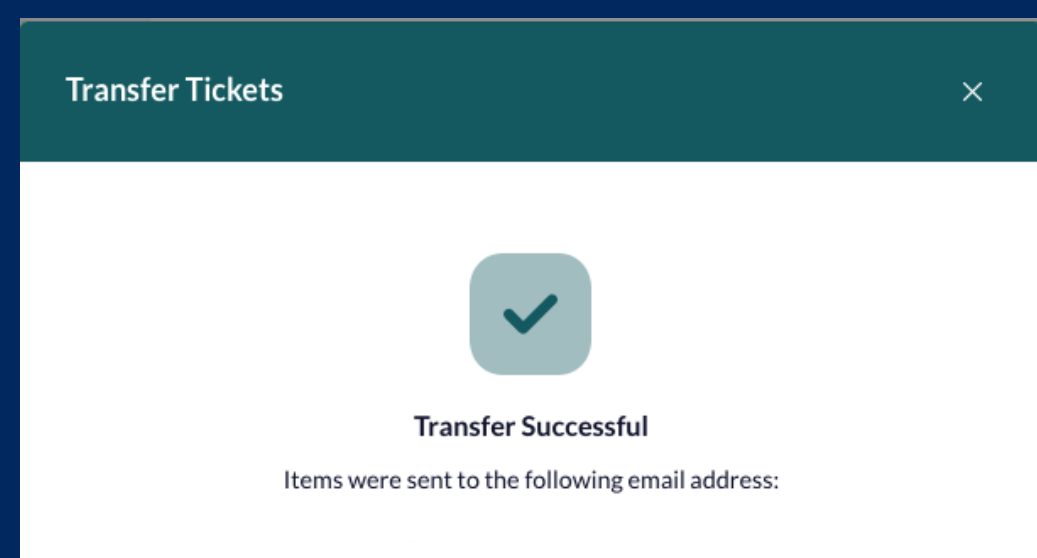 Transfer Tickets
Transfer Successful
Items were sent to the following email address: